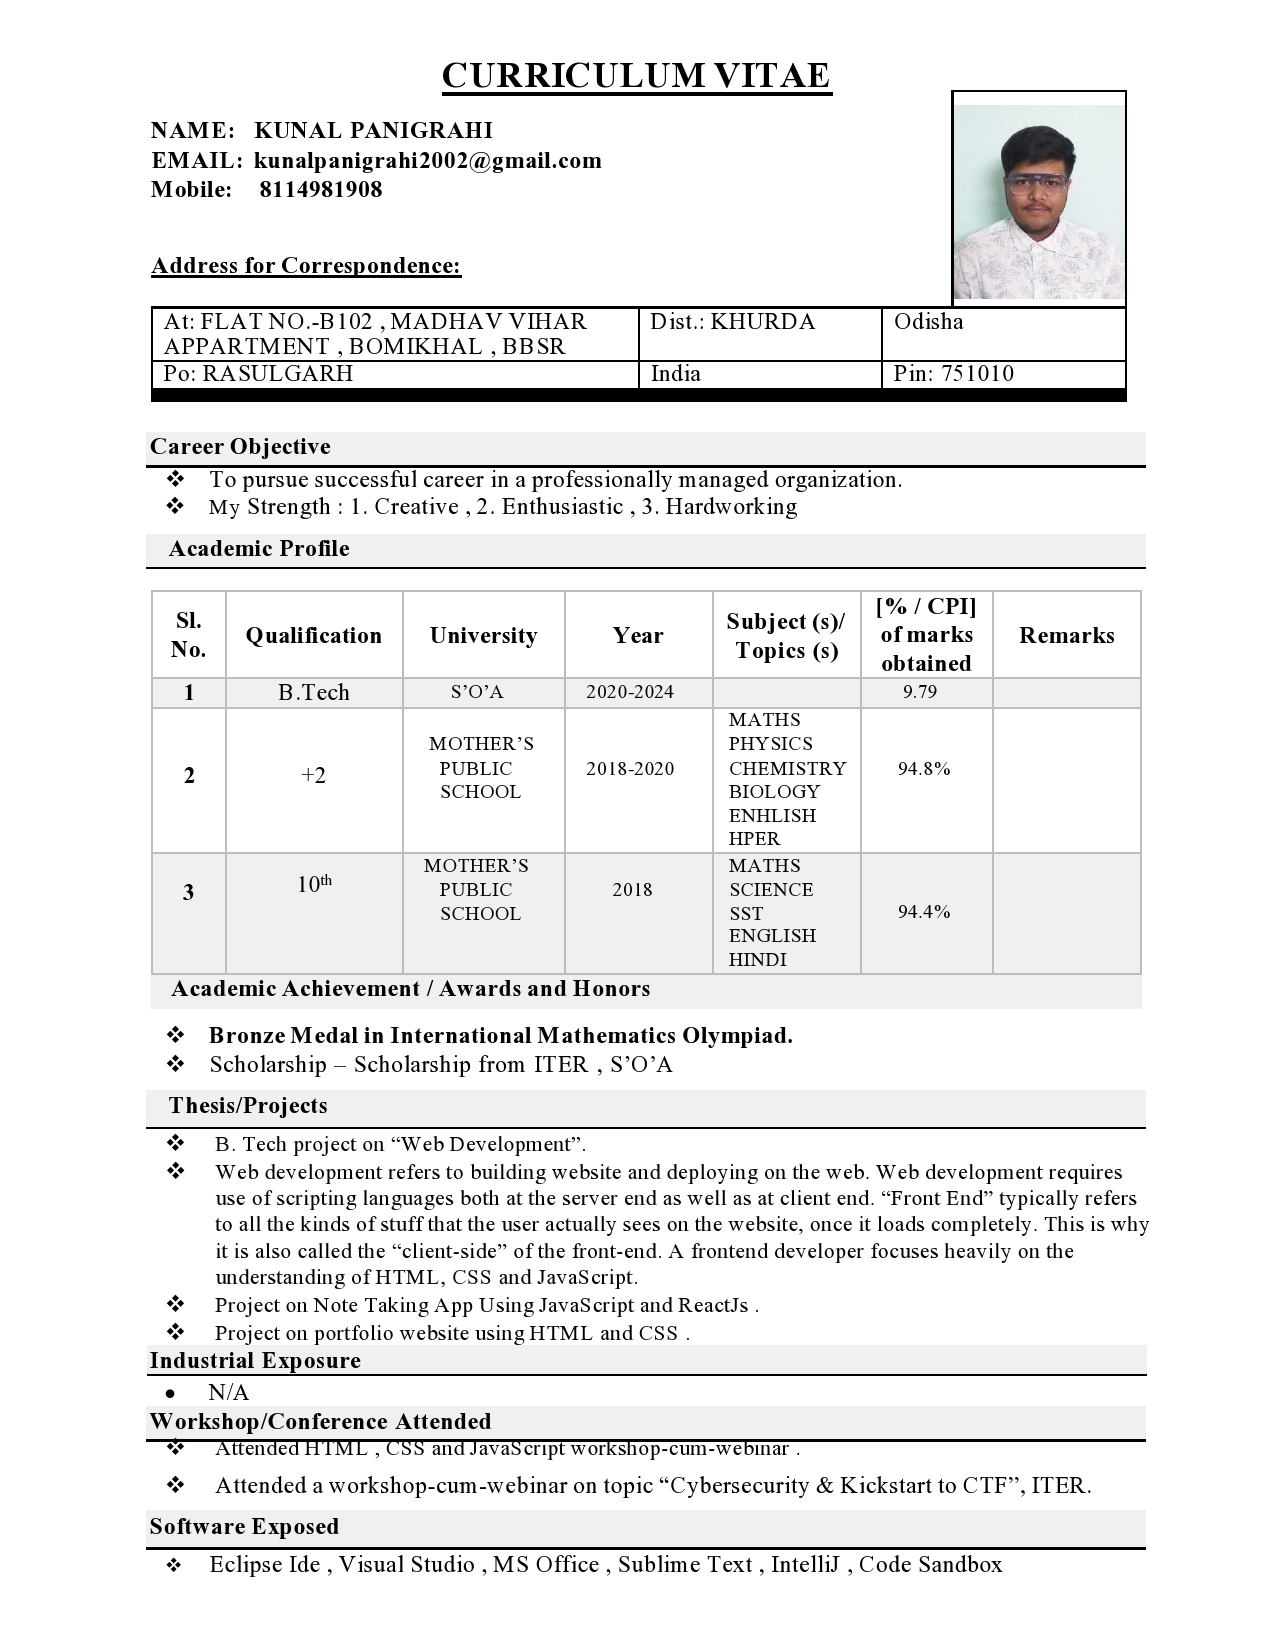 CURRICULUM VITAE
NAME: KUNAL PANIGRAHI
EMAIL: kunalpanigrahi2002@gmail.com
Mobile: 8114981908
Address for Correspondence:
At: FLAT NO.-B102 , MADHAV VIHAR APPARTMENT , BOMIKHAL , BBSR
Dist.: KHURDA
Odisha
Po: RASULGARH
India
Pin: 751010
Career Objective
❖ To pursue successful career in a professionally managed organization.
❖ My Strength : 1. Creative , 2. Enthusiastic , 3. Hardworking
Academic Profile
Sl. No.
Qualification
University
Year
Subject (s)/ Topics (s)
[% / CPI] of marks obtained
Remarks
1
B.Tech
S’O’A
2020-2024
9.79
2
+2
MOTHER’S PUBLIC SCHOOL
2018-2020
MATHS
PHYSICS
CHEMISTRY
BIOLOGY
ENHLISH
HPER
94.8%
3
10th
MOTHER’S PUBLIC SCHOOL
2018
MATHS
SCIENCE
SST
ENGLISH
HINDI
94.4%
Academic Achievement / Awards and Honors
❖ Bronze Medal in International Mathematics Olympiad.
❖ Scholarship – Scholarship from ITER , S’O’A
Thesis/Projects
❖ B. Tech project on “Web Development”.
❖ Web development refers to building website and deploying on the web. Web development requires
use of scripting languages both at the server end as well as at client end. “Front End” typically refers
to all the kinds of stuff that the user actually sees on the website, once it loads completely. This is why
it is also called the “client-side” of the front-end. A frontend developer focuses heavily on the
understanding of HTML, CSS and JavaScript.
❖ Project on Note Taking App Using JavaScript and ReactJs .
❖ Project on portfolio website using HTML and CSS .
Industrial Exposure
• N/A
Workshop/Conference Attended
❖ Attended HTML , CSS and JavaScript workshop-cum-webinar .
❖ Attended a workshop-cum-webinar on topic “Cybersecurity & Kickstart to CTF”, ITER.
Software Exposed
❖ Eclipse Ide , Visual Studio , MS Office , Sublime Text , IntelliJ , Code Sandbox